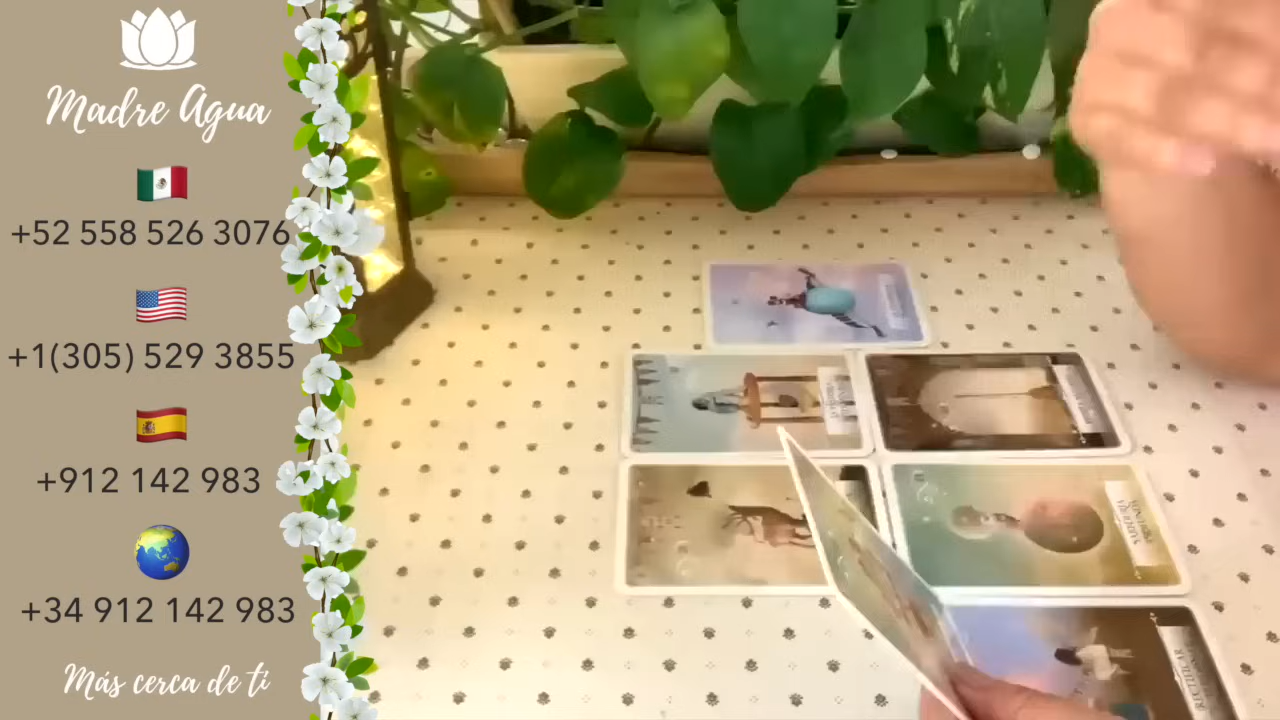 Madre Agua
+52 558 526 3076
+1(305) 529 3855
+912 142 983
+34 912 142 983
Más cerca de ti